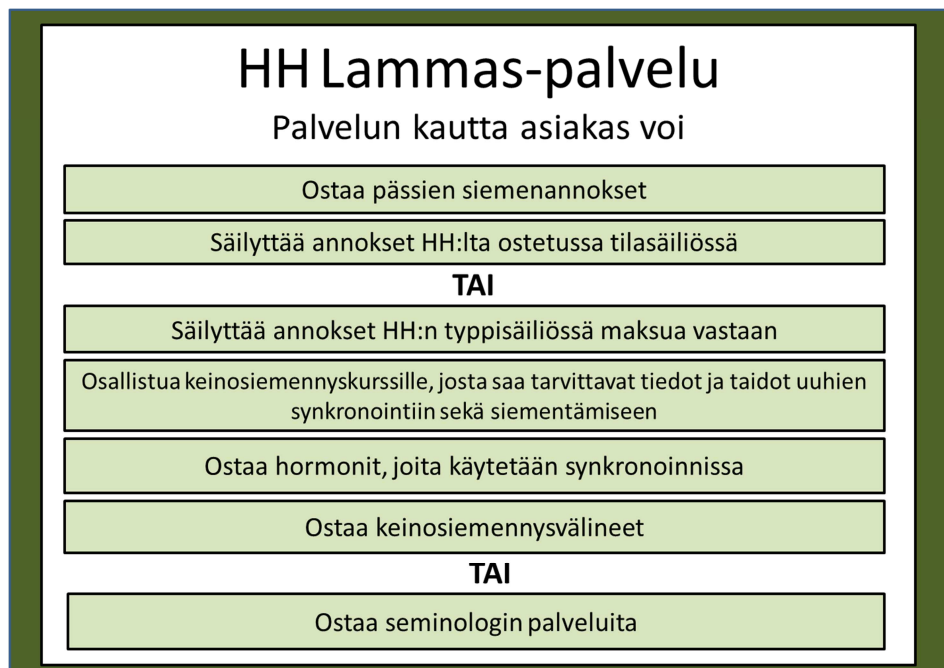 HH Lammas-palvelu
Palvelun kautta asiakas voi
Ostaa pässien siemenannokset
Säilyttää annokset HH:lta ostetussa tilasäiliössä
TAI
Säilyttää annokset HH:n typpisäiliössä maksua vastaan
Osallistua keinosiemennyskurssille, josta saa tarvittavat tiedot ja taidot uuhien
synkronointiin sekä siementämiseen
Ostaa hormonit, joita käytetään synkronoinnissa
Ostaa keinosiemennysvälineet
TAI
Ostaa seminologin palveluita